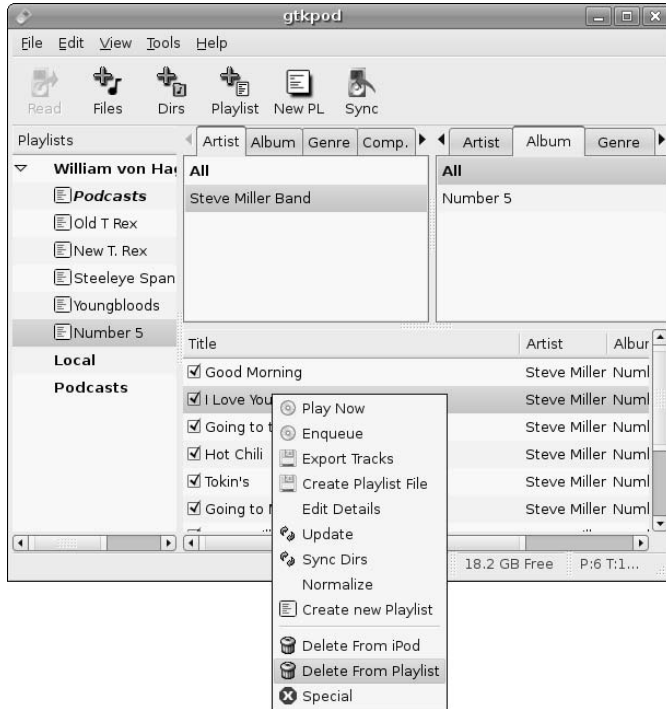 gtkpod
File Edit View Tools Help
Read Files Dirs Playlist New PL Sync
Playlists
William von Ha
Podcasts
Old T Rex
New T. Rex
Steeleye Span
Youngbloods
Number 5
Local
Podcasts
Artist Album Genre Comp.
All
Steve Miller Band
Artist Album Genre
All
Number 5
Title Artist Albur
Good Morning Steve Miller Numl
I Love You Steve Miller Numl
Going to t Steve Miller Numl
Hot Chili Steve Miller Numl
Tokin's Steve Miller Numl
Going to M Steve Miller Numl
18.2 GB Free P:6 T:1...
Play Now
Enqueue
Export Tracks
Create Playlist File
Edit Details
Update
Sync Dirs
Normalize
Create new Playlist
Delete From iPod
Delete From Playlist
Special